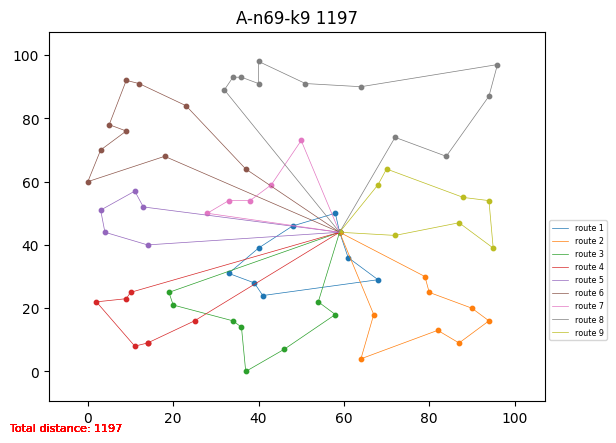 A-n69-k9 1197
100
80
60
40
20
0
0 20 40 60 80 100
route 1
route 2
route 3
route 4
route 5
route 6
route 7
route 8
route 9
Total distance: 1197